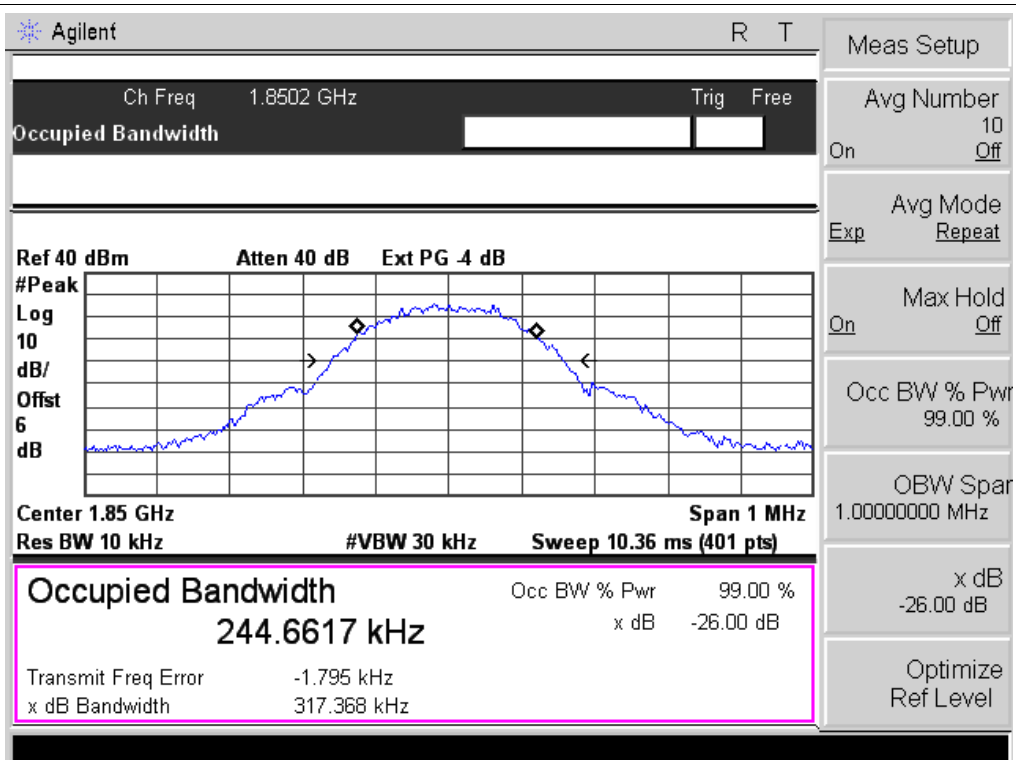 Agilent R T
Ch Freq 1.8502 GHz Trig Free
Occupied Bandwidth
Ref 40 dBm Atten 40 dB Ext PG -4 dB
#Peak
Log
10
dB/
Offst
6
dB
Center 1.85 GHz Span 1 MHz
Res BW 10 kHz #VBW 30 kHz Sweep 10.36 ms (401 pts)
Occupied Bandwidth
244.6617 kHz
Occ BW % Pwr 99.00 %
x dB -26.00 dB
Transmit Freq Error -1.795 kHz
x dB Bandwidth 317.368 kHz
Meas Setup
Avg Number
10
On Off
Avg Mode
Exp Repeat
Max Hold
On Off
Occ BW % Pwr
99.00 %
OBW Span
1.00000000 MHz
x dB
-26.00 dB
Optimize
Ref Level